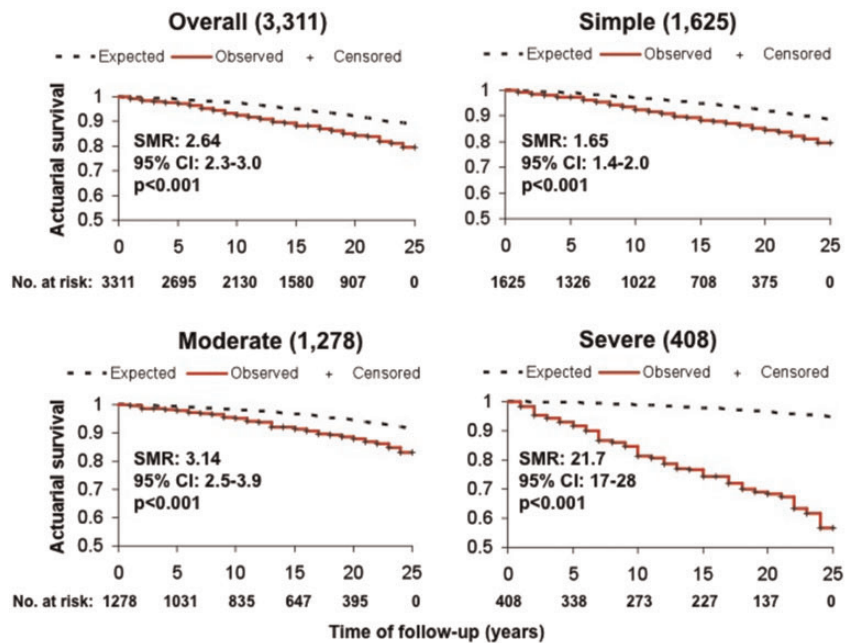 Overall (3,311)
Expected Observed + Censored
Actuarial survival
1
0.9
0.8
0.7
0.6
0.5
SMR: 2.64
95% CI: 2.3-3.0
p<0.001
0 5 10 15 20 25
No. at risk: 3311 2695 2130 1580 907 0
Simple (1,625)
Expected Observed + Censored
1
0.9
0.8
0.7
0.6
0.5
SMR: 1.65
95% CI: 1.4-2.0
p<0.001
0 5 10 15 20 25
1625 1326 1022 708 375 0
Moderate (1,278)
Expected Observed + Censored
Actuarial survival
1
0.9
0.8
0.7
0.6
0.5
SMR: 3.14
95% CI: 2.5-3.9
p<0.001
0 5 10 15 20 25
No. at risk: 1278 1031 835 647 395 0
Severe (408)
Expected Observed + Censored
1
0.9
0.8
0.7
0.6
0.5
SMR: 21.7
95% CI: 17-28
p<0.001
0 5 10 15 20 25
408 338 273 227 137 0
Time of follow-up (years)